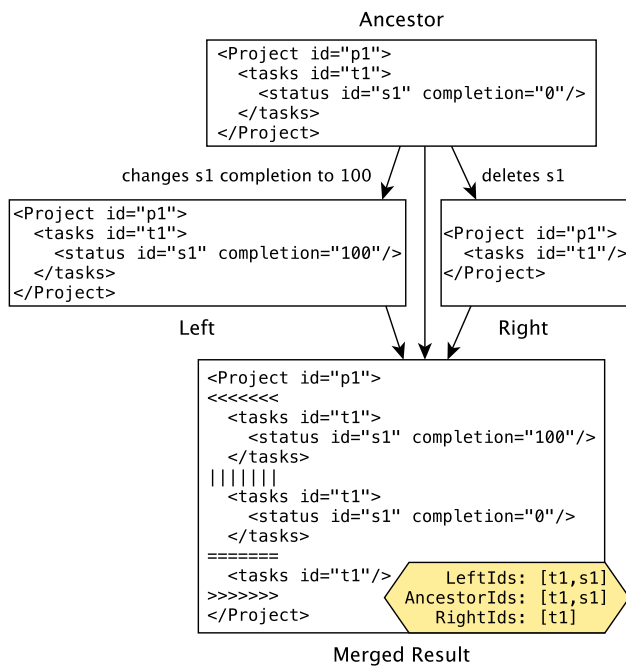 Ancestor
<Project id="p1">
  <tasks id="t1">
    <status id="s1" completion="0"/>
  </tasks>
</Project>
changes s1 completion to 100
deletes s1
<Project id="p1">
  <tasks id="t1">
    <status id="s1" completion="100"/>
  </tasks>
</Project>
Left
<Project id="p1">
  <tasks id="t1"/>
</Project>
Right
<Project id="p1">
<<<<<<<
  <tasks id="t1">
    <status id="s1" completion="100"/>
  </tasks>
|||||||
  <tasks id="t1">
    <status id="s1" completion="0"/>
  </tasks>
=======
  <tasks id="t1"/>
>>>>>>>
</Project>
LeftIds: [t1,s1]
AncestorIds: [t1,s1]
RightIds: [t1]
Merged Result